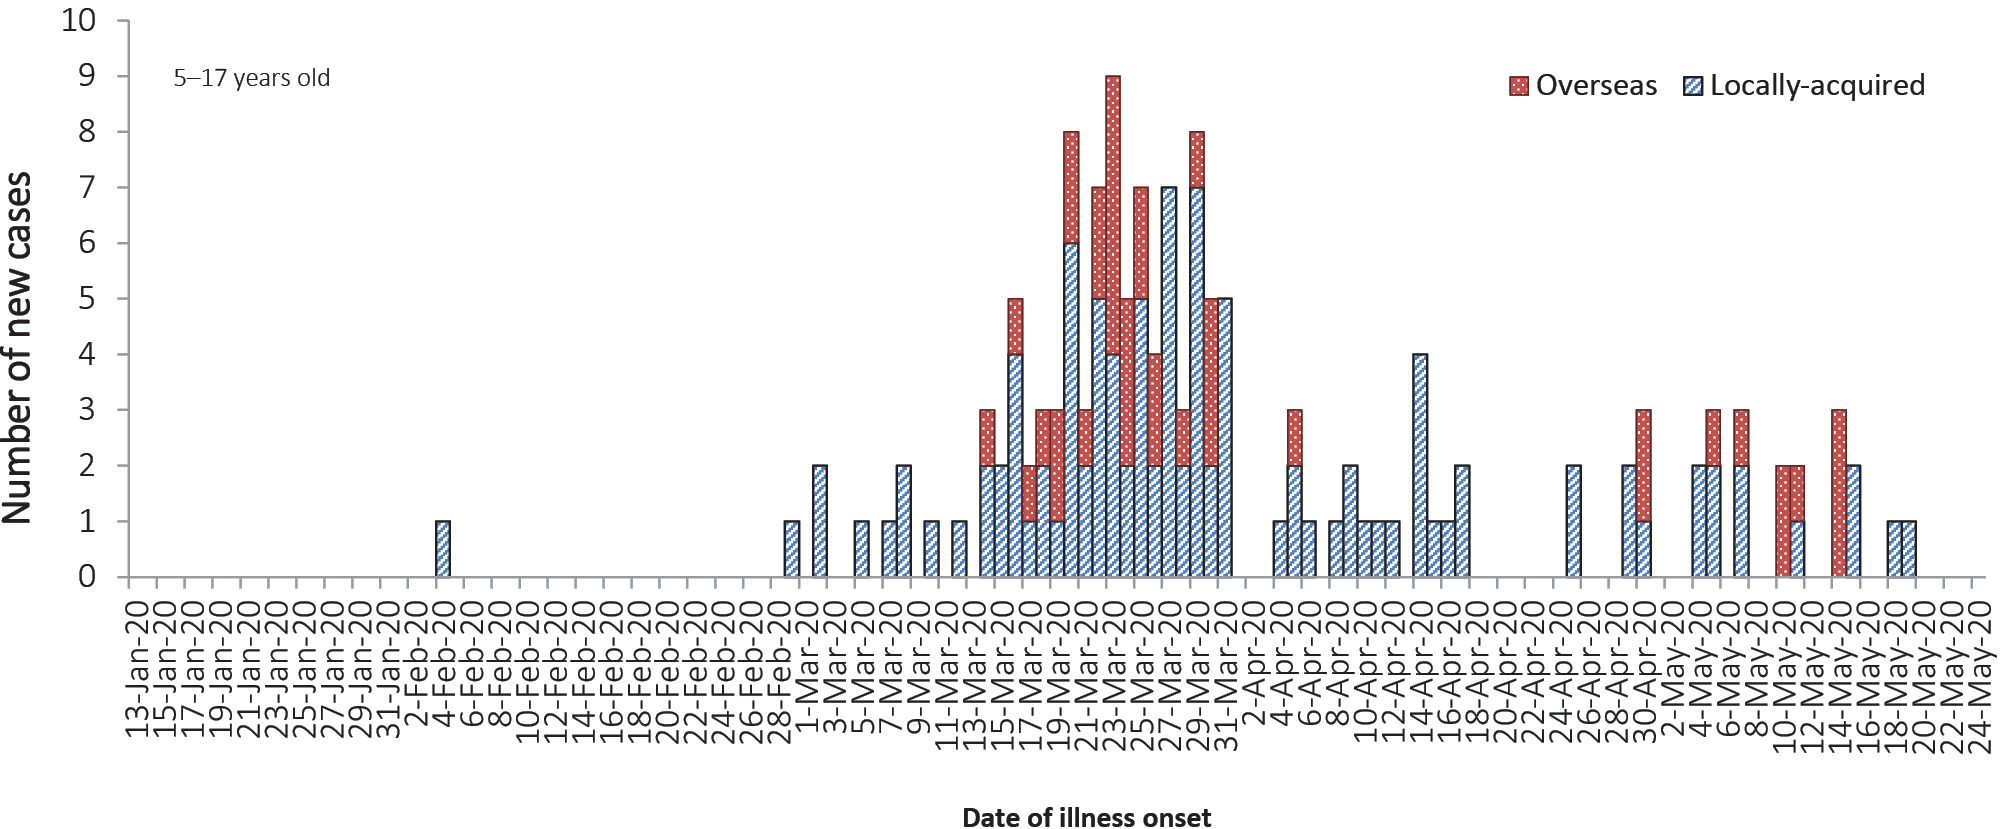 10
9
5–17 years old
Overseas Locally-acquired
8
7
6
5
4
3
2
1
0
Number of new cases
13-Jan-20
15-Jan-20
17-Jan-20
19-Jan-20
21-Jan-20
23-Jan-20
25-Jan-20
27-Jan-20
29-Jan-20
31-Jan-20
2-Feb-20
4-Feb-20
6-Feb-20
8-Feb-20
10-Feb-20
12-Feb-20
14-Feb-20
16-Feb-20
18-Feb-20
20-Feb-20
22-Feb-20
24-Feb-20
26-Feb-20
28-Feb-20
1-Mar-20
3-Mar-20
5-Mar-20
7-Mar-20
9-Mar-20
11-Mar-20
13-Mar-20
15-Mar-20
17-Mar-20
19-Mar-20
21-Mar-20
23-Mar-20
25-Mar-20
27-Mar-20
29-Mar-20
31-Mar-20
2-Apr-20
4-Apr-20
6-Apr-20
8-Apr-20
10-Apr-20
12-Apr-20
14-Apr-20
16-Apr-20
18-Apr-20
20-Apr-20
22-Apr-20
24-Apr-20
26-Apr-20
28-Apr-20
30-Apr-20
2-May-20
4-May-20
6-May-20
8-May-20
10-May-20
12-May-20
14-May-20
16-May-20
18-May-20
20-May-20
22-May-20
24-May-20
Date of illness onset